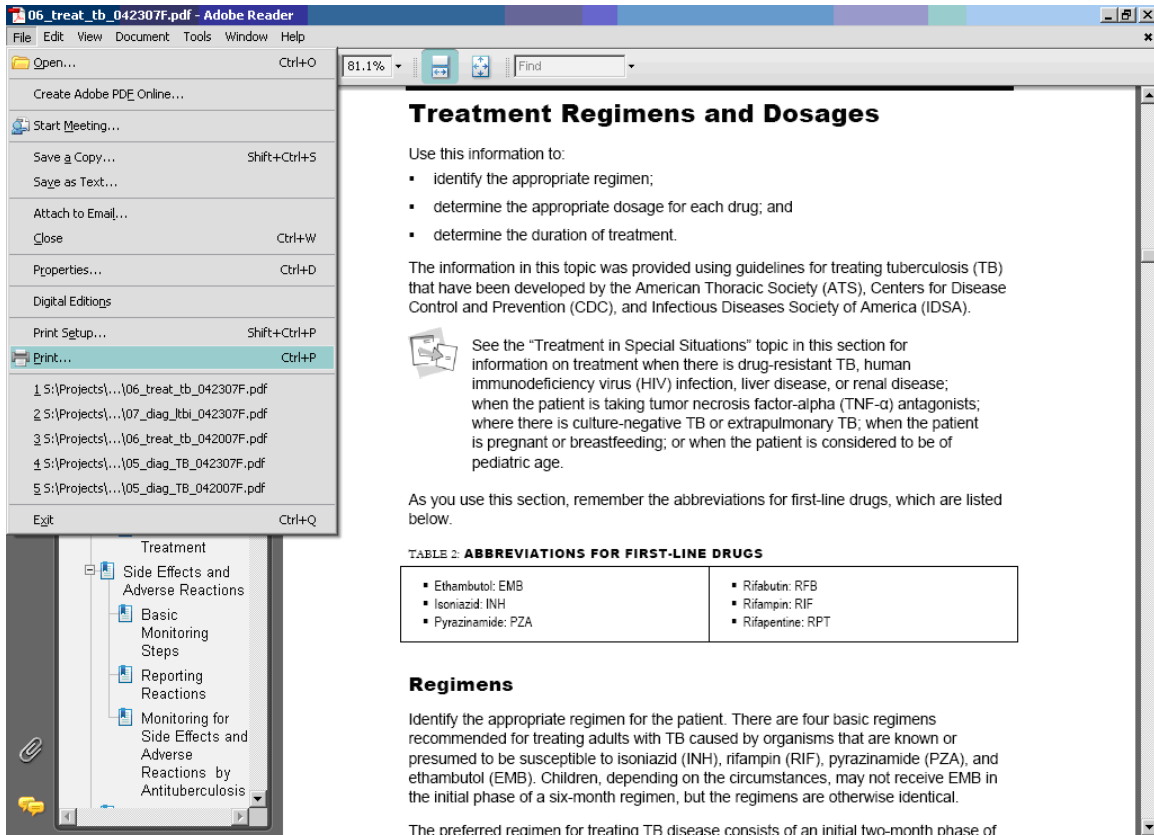 06_treat_tb_042307F.pdf - Adobe Reader
File Edit View Document Tools Window Help
Open... Ctrl+O
Create Adobe PDF Online...
Start Meeting...
Save a Copy... Shift+Ctrl+S
Save as Text...
Attach to Email...
Close Ctrl+W
Properties... Ctrl+D
Digital Editions
Print Setup... Shift+Ctrl+P
Print... Ctrl+P
1 S:\Projects\...\06_treat_tb_042307F.pdf
2 S:\Projects\...\07_diag_ltbi_042307F.pdf
3 S:\Projects\...\06_treat_tb_042007F.pdf
4 S:\Projects\...\05_diag_TB_042307F.pdf
5 S:\Projects\...\05_diag_TB_042007F.pdf
Exit Ctrl+Q
81.1% Find
Treatment
Side Effects and
Adverse Reactions
Basic
Monitoring
Steps
Reporting
Reactions
Monitoring for
Side Effects and
Adverse
Reactions by
Antituberculosis
Treatment Regimens and Dosages
Use this information to:
▪ identify the appropriate regimen;
▪ determine the appropriate dosage for each drug; and
▪ determine the duration of treatment.
The information in this topic was provided using guidelines for treating tuberculosis (TB)
that have been developed by the American Thoracic Society (ATS), Centers for Disease
Control and Prevention (CDC), and Infectious Diseases Society of America (IDSA).
See the “Treatment in Special Situations” topic in this section for
information on treatment when there is drug-resistant TB, human
immunodeficiency virus (HIV) infection, liver disease, or renal disease;
when the patient is taking tumor necrosis factor-alpha (TNF-α) antagonists;
where there is culture-negative TB or extrapulmonary TB; when the patient
is pregnant or breastfeeding; or when the patient is considered to be of
pediatric age.
As you use this section, remember the abbreviations for first-line drugs, which are listed
below.
TABLE 2: ABBREVIATIONS FOR FIRST-LINE DRUGS
▪ Ethambutol: EMB
▪ Isoniazid: INH
▪ Pyrazinamide: PZA
▪ Rifabutin: RFB
▪ Rifampin: RIF
▪ Rifapentine: RPT
Regimens
Identify the appropriate regimen for the patient. There are four basic regimens
recommended for treating adults with TB caused by organisms that are known or
presumed to be susceptible to isoniazid (INH), rifampin (RIF), pyrazinamide (PZA), and
ethambutol (EMB). Children, depending on the circumstances, may not receive EMB in
the initial phase of a six-month regimen, but the regimens are otherwise identical.
The preferred regimen for treating TB disease consists of an initial two-month phase of